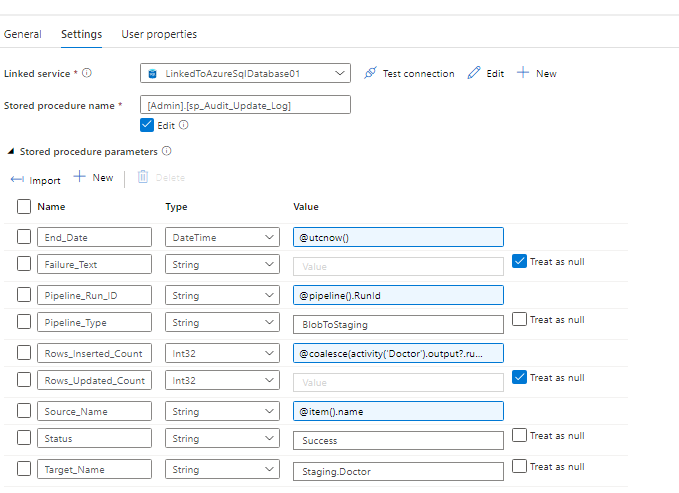 General Settings User properties
Linked service * LinkedToAzureSqlDatabase01 Test connection Edit New
Stored procedure name * [Admin].[sp_Audit_Update_Log]
Edit
Stored procedure parameters
Import New Delete
Name Type Value
End_Date DateTime @utcnow()
Failure_Text String Value Treat as null
Pipeline_Run_ID String @pipeline().RunId
Pipeline_Type String BlobToStaging Treat as null
Rows_Inserted_Count Int32 @coalesce(activity('Doctor').output?.ru...
Rows_Updated_Count Int32 Value Treat as null
Source_Name String @item().name
Status String Success Treat as null
Target_Name String Staging.Doctor Treat as null